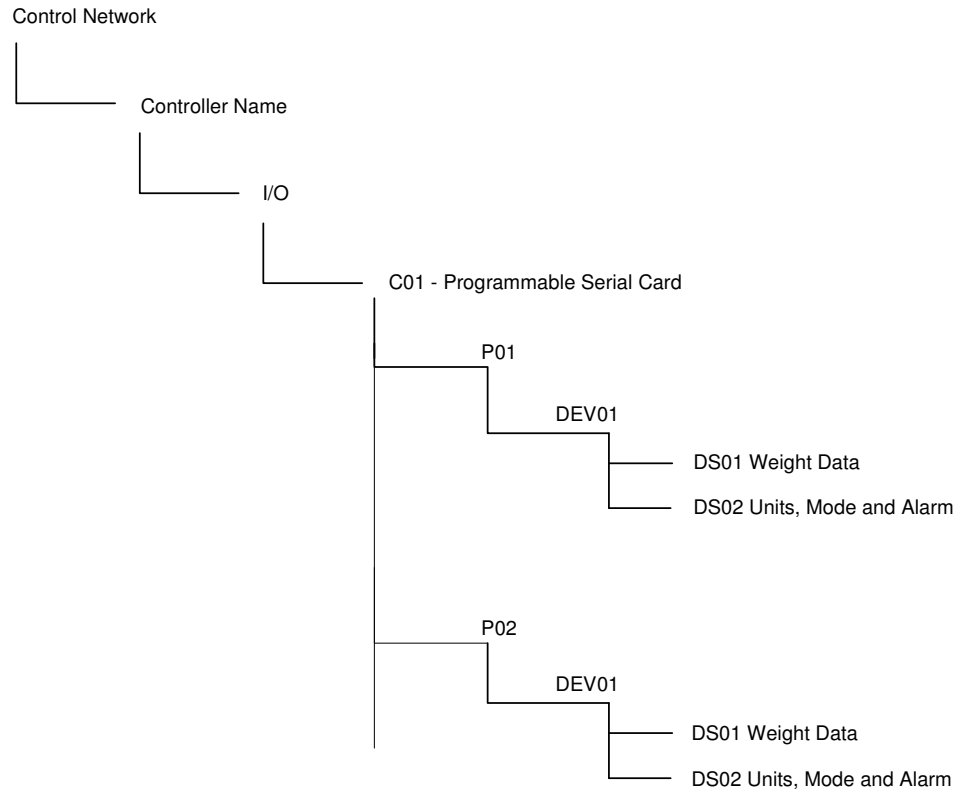 Control Network
Controller Name
I/O
C01 - Programmable Serial Card
P01
DEV01
DS01 Weight Data
DS02 Units, Mode and Alarm
P02
DEV01
DS01 Weight Data
DS02 Units, Mode and Alarm